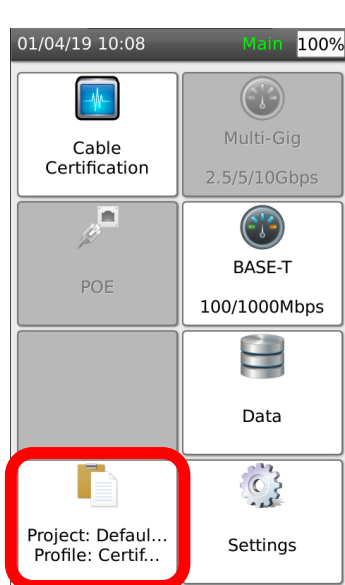 01/04/19 10:08 Main 100%
Cable
Certification
Multi-Gig
2.5/5/10Gbps
POE
BASE-T
100/1000Mbps
Data
Project: Defaul...
Profile: Certif...
Settings